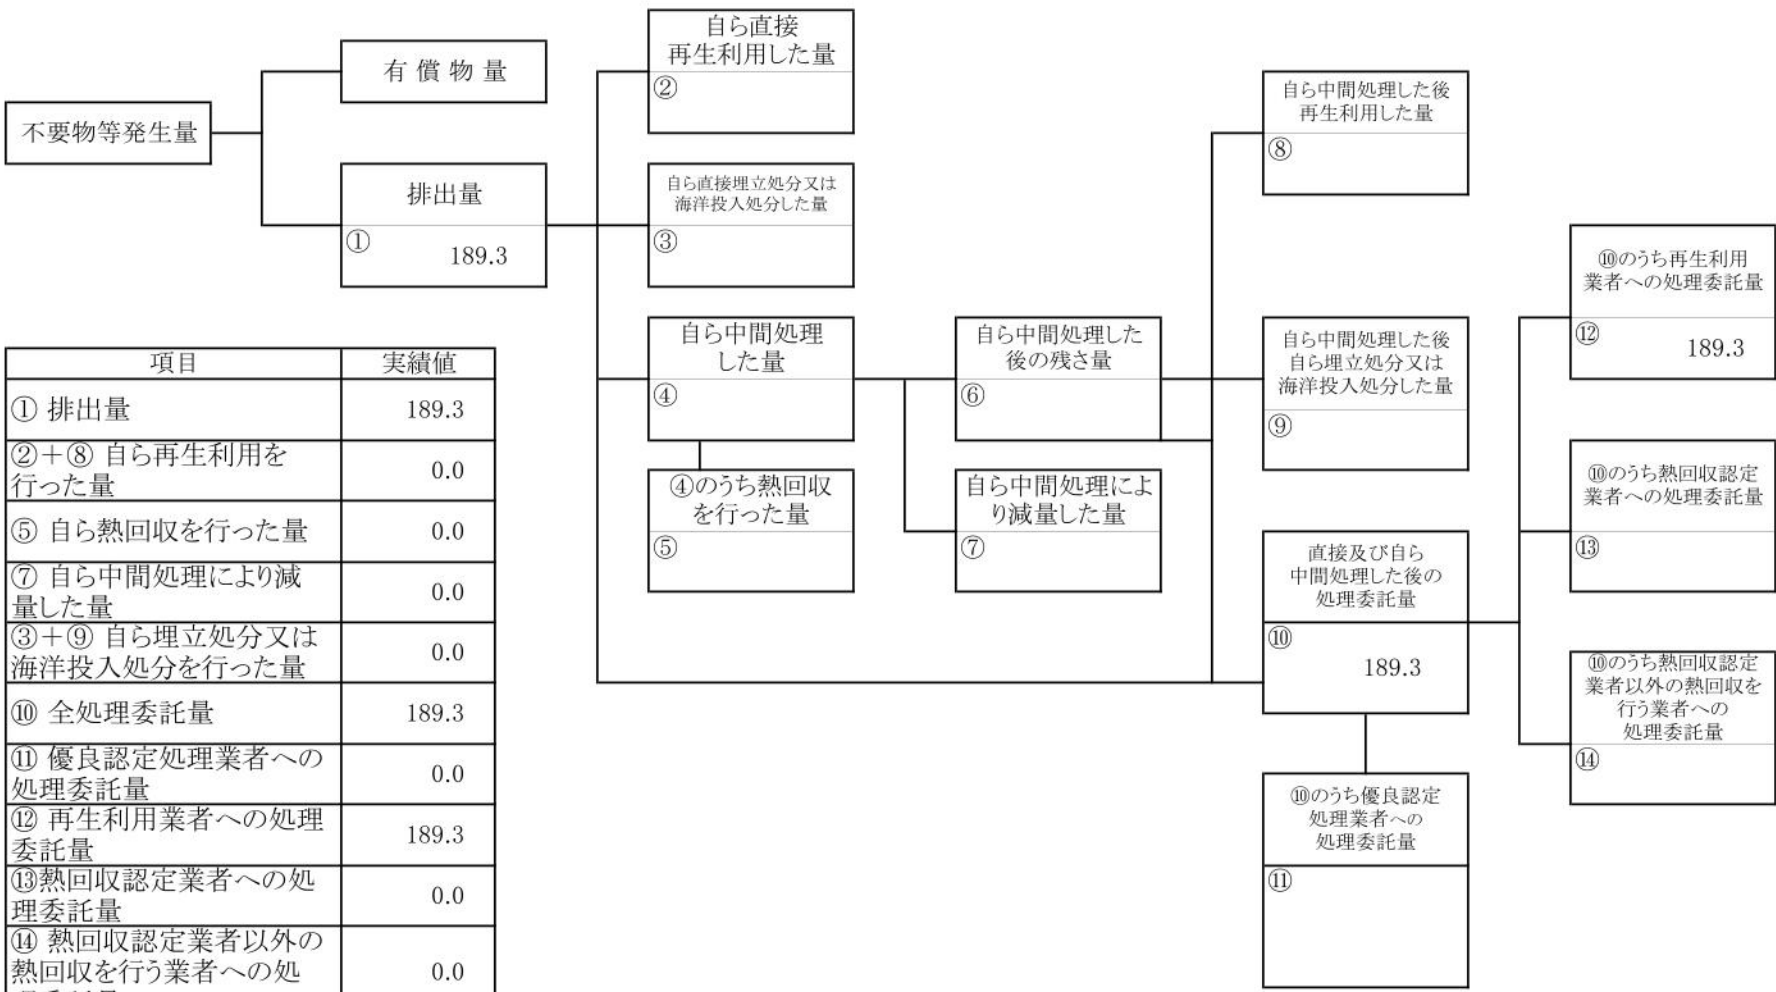 自ら直接
再生利用した量
②
有 償 物 量
不要物等発生量
排出量
①
189.3
自ら直接埋立処分又は
海洋投入処分した量
③
自ら中間処理した後
再生利用した量
⑧
⑩のうち再生利用
業者への処理委託量
⑫
189.3
自ら中間処理
した量
④
自ら中間処理した
後の残さ量
⑥
自ら中間処理した後
自ら埋立処分又は
海洋投入処分した量
⑨
④のうち熱回収
を行った量
⑤
自ら中間処理によ
り減量した量
⑦
⑩のうち熱回収認定
業者への処理委託量
⑬
直接及び自ら
中間処理した後の
処理委託量
⑩
189.3
⑩のうち熱回収認定
業者以外の熱回収を
行う業者への
処理委託量
⑭
⑩のうち優良認定
処理業者への
処理委託量
⑪
項目 実績値
① 排出量 189.3
②＋⑧ 自ら再生利用を
行った量 0.0
⑤ 自ら熱回収を行った量 0.0
⑦ 自ら中間処理により減
量した量 0.0
③＋⑨ 自ら埋立処分又は
海洋投入処分を行った量 0.0
⑩ 全処理委託量 189.3
⑪ 優良認定処理業者への
処理委託量 0.0
⑫ 再生利用業者への処理
委託量 189.3
⑬熱回収認定業者への処
理委託量 0.0
⑭ 熱回収認定業者以外の
熱回収を行う業者への処 0.0